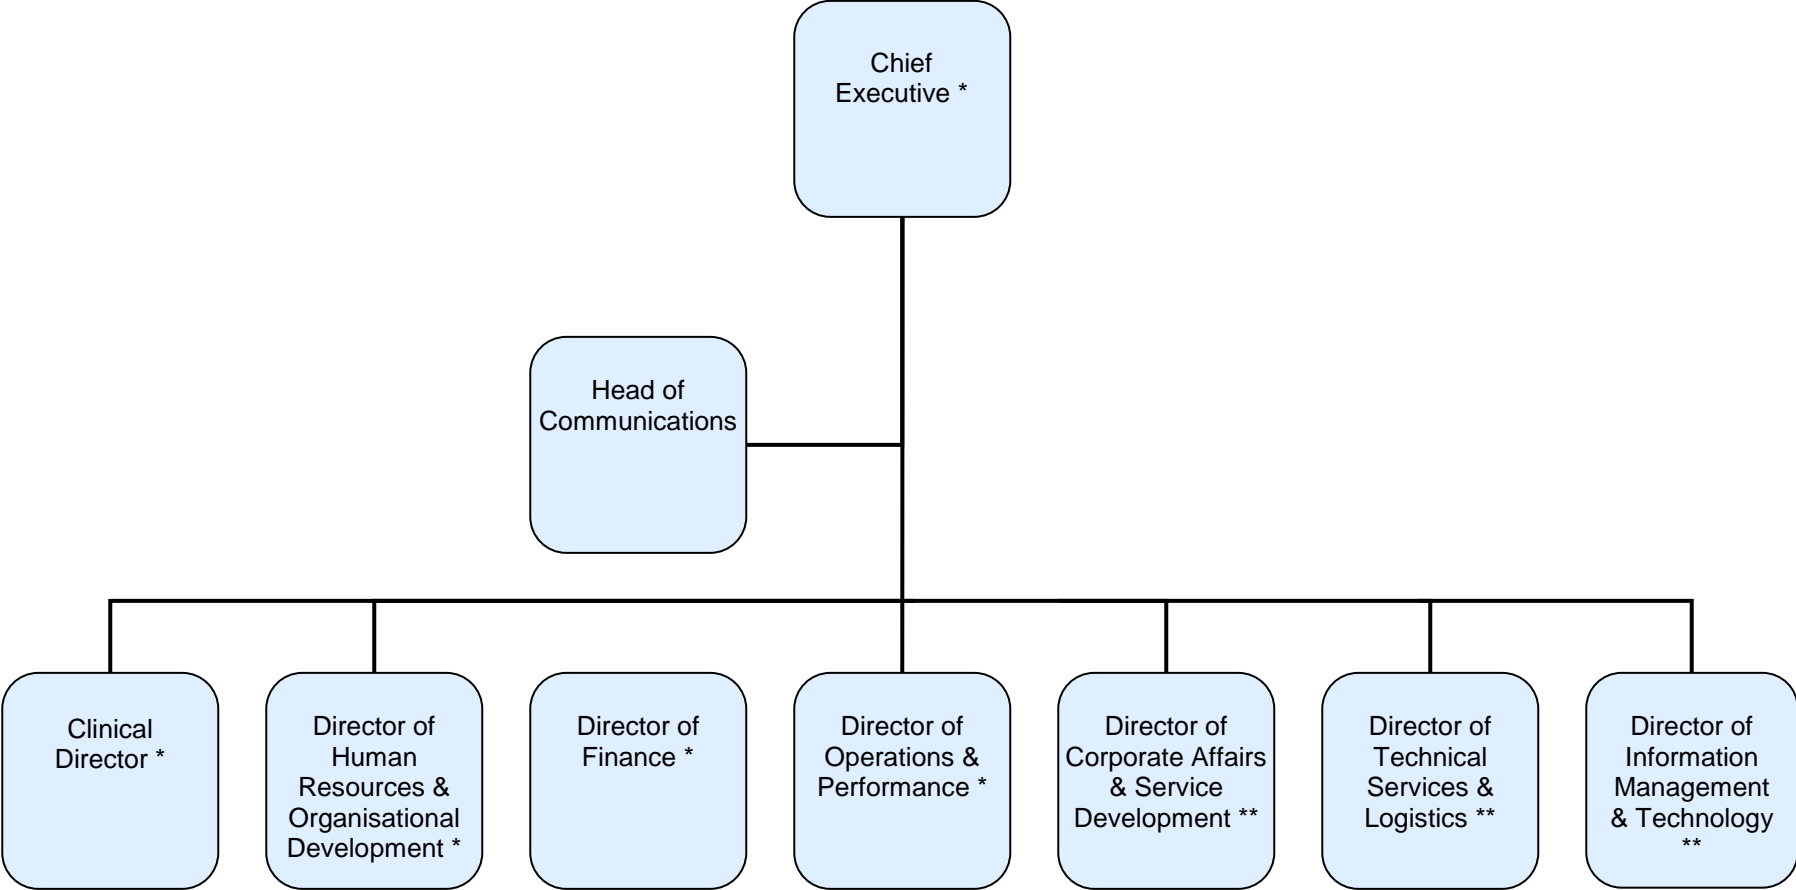 Chief
Executive *
Head of
Communications
Clinical
Director *
Director of
Human
Resources &
Organisational
Development *
Director of
Finance *
Director of
Operations &
Performance *
Director of
Corporate Affairs
& Service
Development **
Director of
Technical
Services &
Logistics **
Director of
Information
Management
& Technology
**